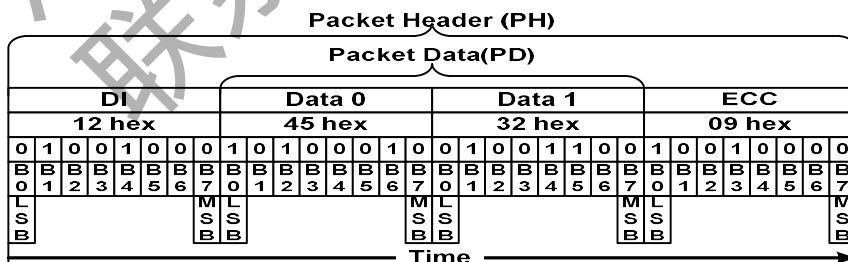 Packet Header (PH)
Packet Data(PD)
DI Data 0 Data 1 ECC
12 hex 45 hex 32 hex 09 hex
0 1 0 0 1 0 0 0 1 0 1 0 0 0 1 0 0 1 0 0 1 1 0 0 1 0 0 1 0 0 0 0
B0 B1 B2 B3 B4 B5 B6 B7 B0 B1 B2 B3 B4 B5 B6 B7 B0 B1 B2 B3 B4 B5 B6 B7 B0 B1 B2 B3 B4 B5 B6 B7
LSB MSB LSB MSB LSB MSB LSB MSB
Time
联